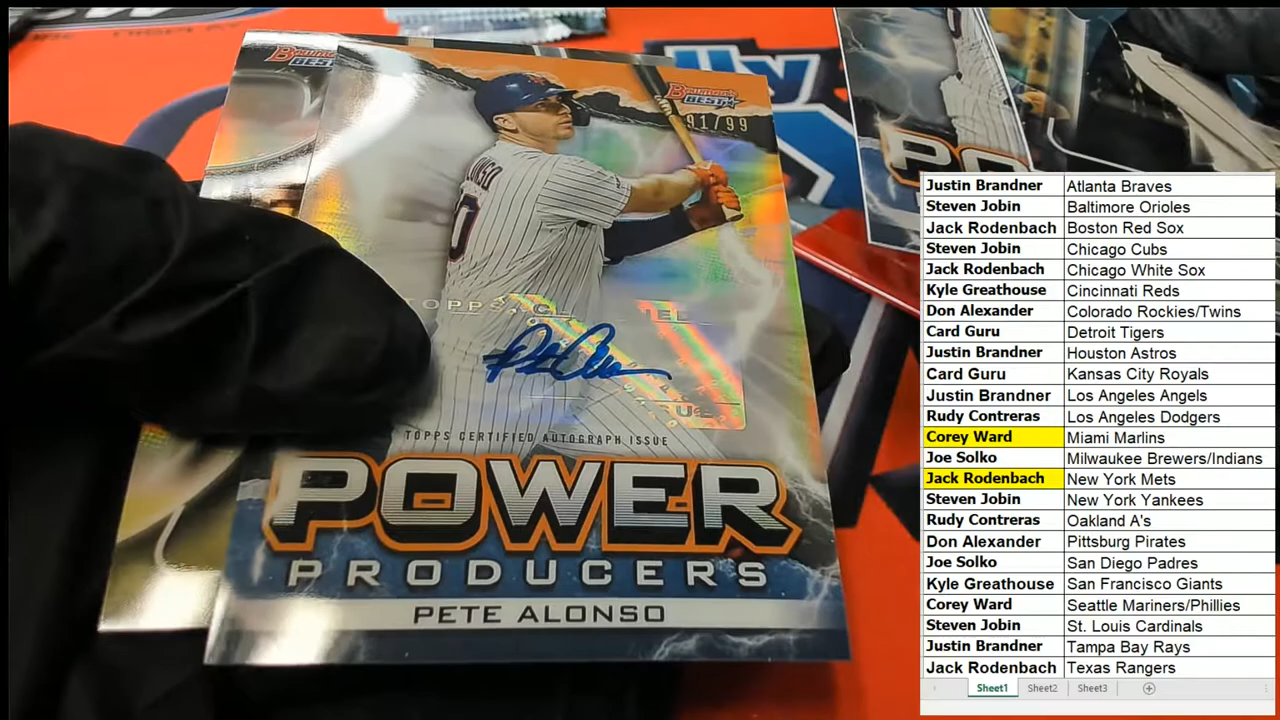 Bowman's
BEST
Bowman's
BEST
91/99
ALONSO
TOPPS CERTIFIED AUTOGRAPH ISSUE
POWER
PRODUCERS
PETE ALONSO
PO
Justin Brandner Atlanta Braves
Steven Jobin Baltimore Orioles
Jack Rodenbach Boston Red Sox
Steven Jobin Chicago Cubs
Jack Rodenbach Chicago White Sox
Kyle Greathouse Cincinnati Reds
Don Alexander Colorado Rockies/Twins
Card Guru Detroit Tigers
Justin Brandner Houston Astros
Card Guru Kansas City Royals
Justin Brandner Los Angeles Angels
Rudy Contreras Los Angeles Dodgers
Corey Ward Miami Marlins
Joe Solko Milwaukee Brewers/Indians
Jack Rodenbach New York Mets
Steven Jobin New York Yankees
Rudy Contreras Oakland A's
Don Alexander Pittsburg Pirates
Joe Solko San Diego Padres
Kyle Greathouse San Francisco Giants
Corey Ward Seattle Mariners/Phillies
Steven Jobin St. Louis Cardinals
Justin Brandner Tampa Bay Rays
Jack Rodenbach Texas Rangers
Sheet1 Sheet2 Sheet3